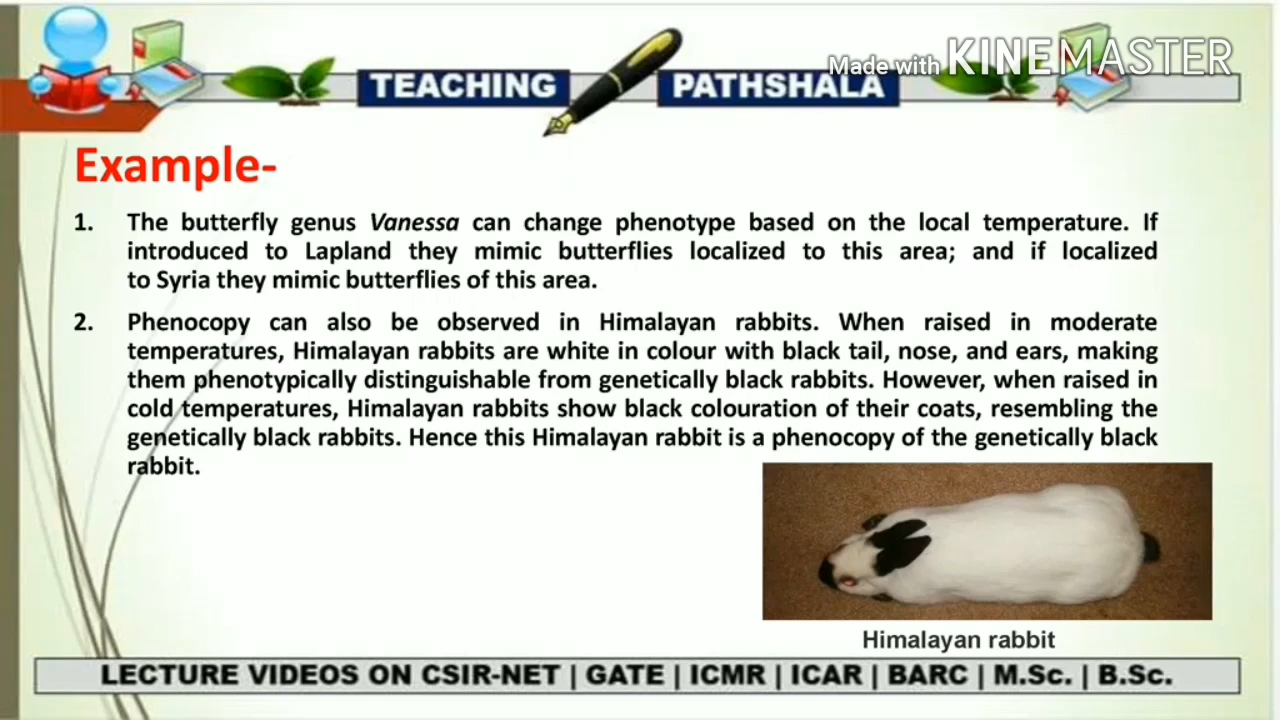 Made with KINEMASTER
TEACHING PATHSHALA
Example-
1. The butterfly genus Vanessa can change phenotype based on the local temperature. If
introduced to Lapland they mimic butterflies localized to this area; and if localized
to Syria they mimic butterflies of this area.
2. Phenocopy can also be observed in Himalayan rabbits. When raised in moderate
temperatures, Himalayan rabbits are white in colour with black tail, nose, and ears, making
them phenotypically distinguishable from genetically black rabbits. However, when raised in
cold temperatures, Himalayan rabbits show black colouration of their coats, resembling the
genetically black rabbits. Hence this Himalayan rabbit is a phenocopy of the genetically black
rabbit.
Himalayan rabbit
LECTURE VIDEOS ON CSIR-NET | GATE | ICMR | ICAR | BARC | M.Sc. | B.Sc.